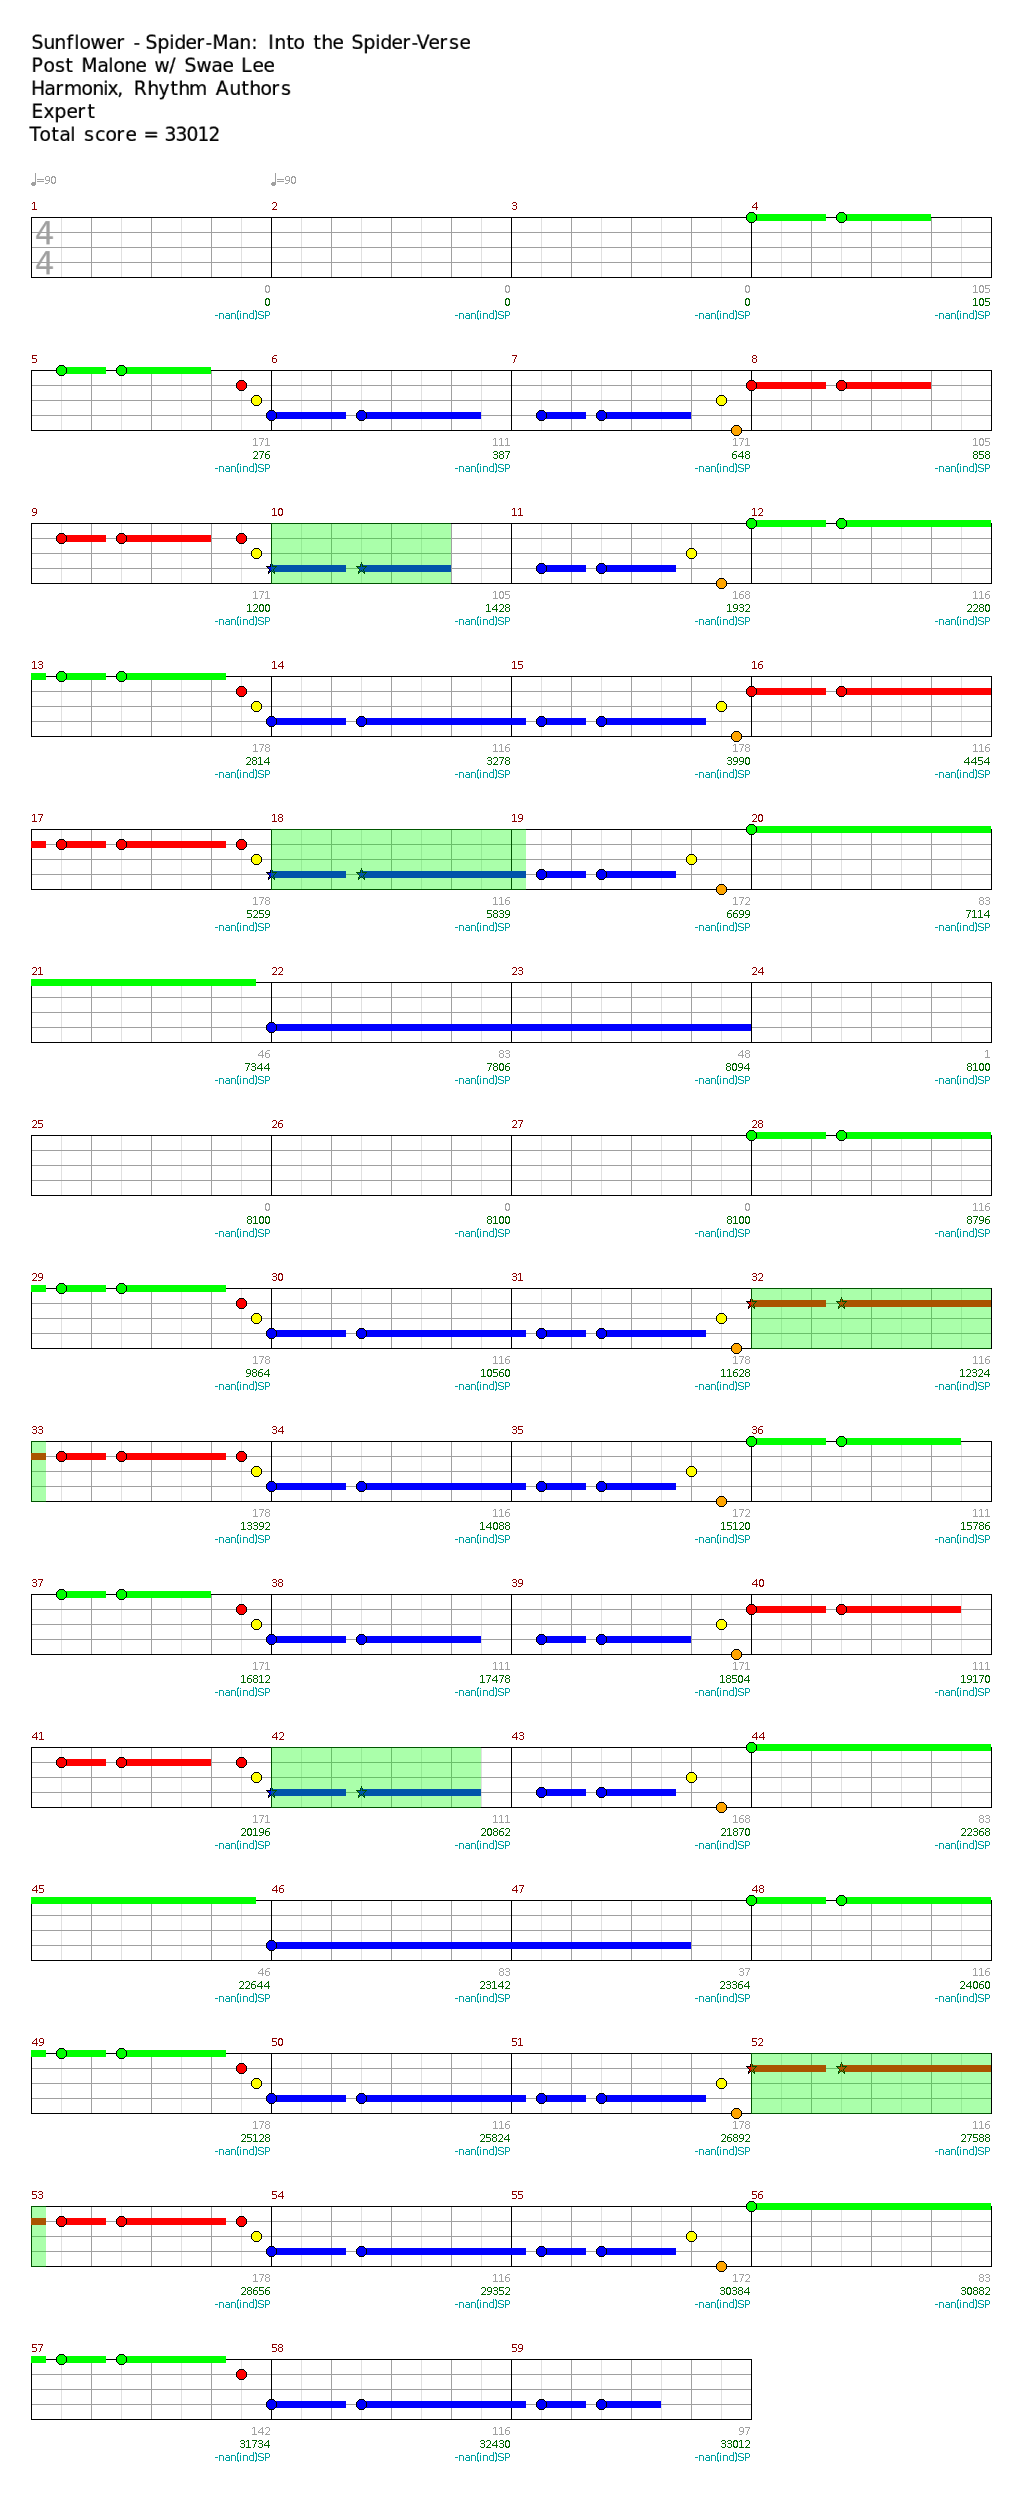 Sunflower - Spider-Man: Into the Spider-Verse
Post Malone w/ Swae Lee
Harmonix, Rhythm Authors
Expert
Total score = 33012
♩=90 ♩=90
1 2 3 4
4
4
0 0 0 105
0 0 0 105
-nan(ind)SP -nan(ind)SP -nan(ind)SP -nan(ind)SP
5 6 7 8
171 111 171 105
276 387 648 858
-nan(ind)SP -nan(ind)SP -nan(ind)SP -nan(ind)SP
9 10 11 12
171 105 168 116
1200 1428 1932 2280
-nan(ind)SP -nan(ind)SP -nan(ind)SP -nan(ind)SP
13 14 15 16
178 116 178 116
2814 3278 3990 4454
-nan(ind)SP -nan(ind)SP -nan(ind)SP -nan(ind)SP
17 18 19 20
178 116 172 83
5259 5839 6699 7114
-nan(ind)SP -nan(ind)SP -nan(ind)SP -nan(ind)SP
21 22 23 24
46 83 48 1
7344 7806 8094 8100
-nan(ind)SP -nan(ind)SP -nan(ind)SP -nan(ind)SP
25 26 27 28
0 0 0 116
8100 8100 8100 8796
-nan(ind)SP -nan(ind)SP -nan(ind)SP -nan(ind)SP
29 30 31 32
178 116 178 116
9864 10560 11628 12324
-nan(ind)SP -nan(ind)SP -nan(ind)SP -nan(ind)SP
33 34 35 36
178 116 172 111
13392 14088 15120 15786
-nan(ind)SP -nan(ind)SP -nan(ind)SP -nan(ind)SP
37 38 39 40
171 111 171 111
16812 17478 18504 19170
-nan(ind)SP -nan(ind)SP -nan(ind)SP -nan(ind)SP
41 42 43 44
171 111 168 83
20196 20862 21870 22368
-nan(ind)SP -nan(ind)SP -nan(ind)SP -nan(ind)SP
45 46 47 48
46 83 37 116
22644 23142 23364 24060
-nan(ind)SP -nan(ind)SP -nan(ind)SP -nan(ind)SP
49 50 51 52
178 116 178 116
25128 25824 26892 27588
-nan(ind)SP -nan(ind)SP -nan(ind)SP -nan(ind)SP
53 54 55 56
178 116 172 83
28656 29352 30384 30882
-nan(ind)SP -nan(ind)SP -nan(ind)SP -nan(ind)SP
57 58 59
142 116 97
31734 32430 33012
-nan(ind)SP -nan(ind)SP -nan(ind)SP